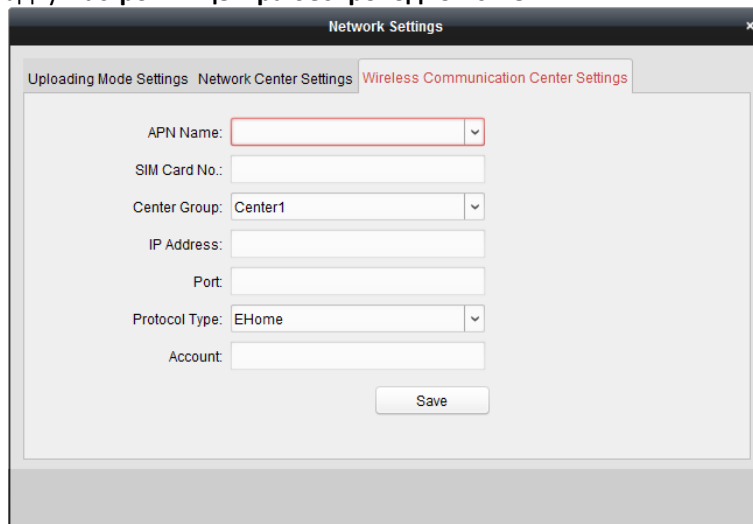 Network Settings ×
Uploading Mode Settings Network Center Settings Wireless Communication Center Settings
APN Name:
SIM Card No.:
Center Group: Center1
IP Address:
Port:
Protocol Type: EHome
Account:
Save